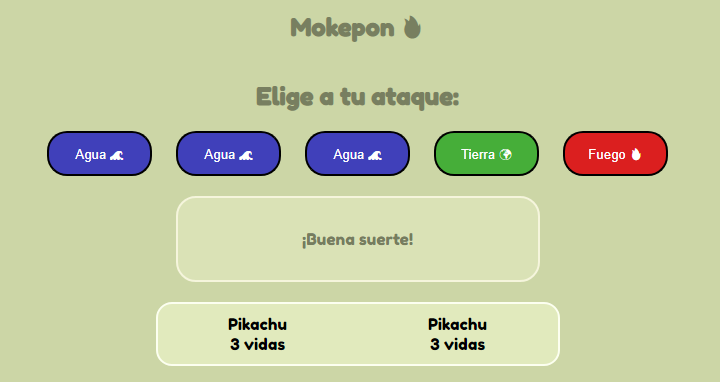 Mokepon 🔥
Elige a tu ataque:
Agua 🌊 Agua 🌊 Agua 🌊 Tierra 🌍 Fuego 🔥
¡Buena suerte!
Pikachu Pikachu
3 vidas 3 vidas